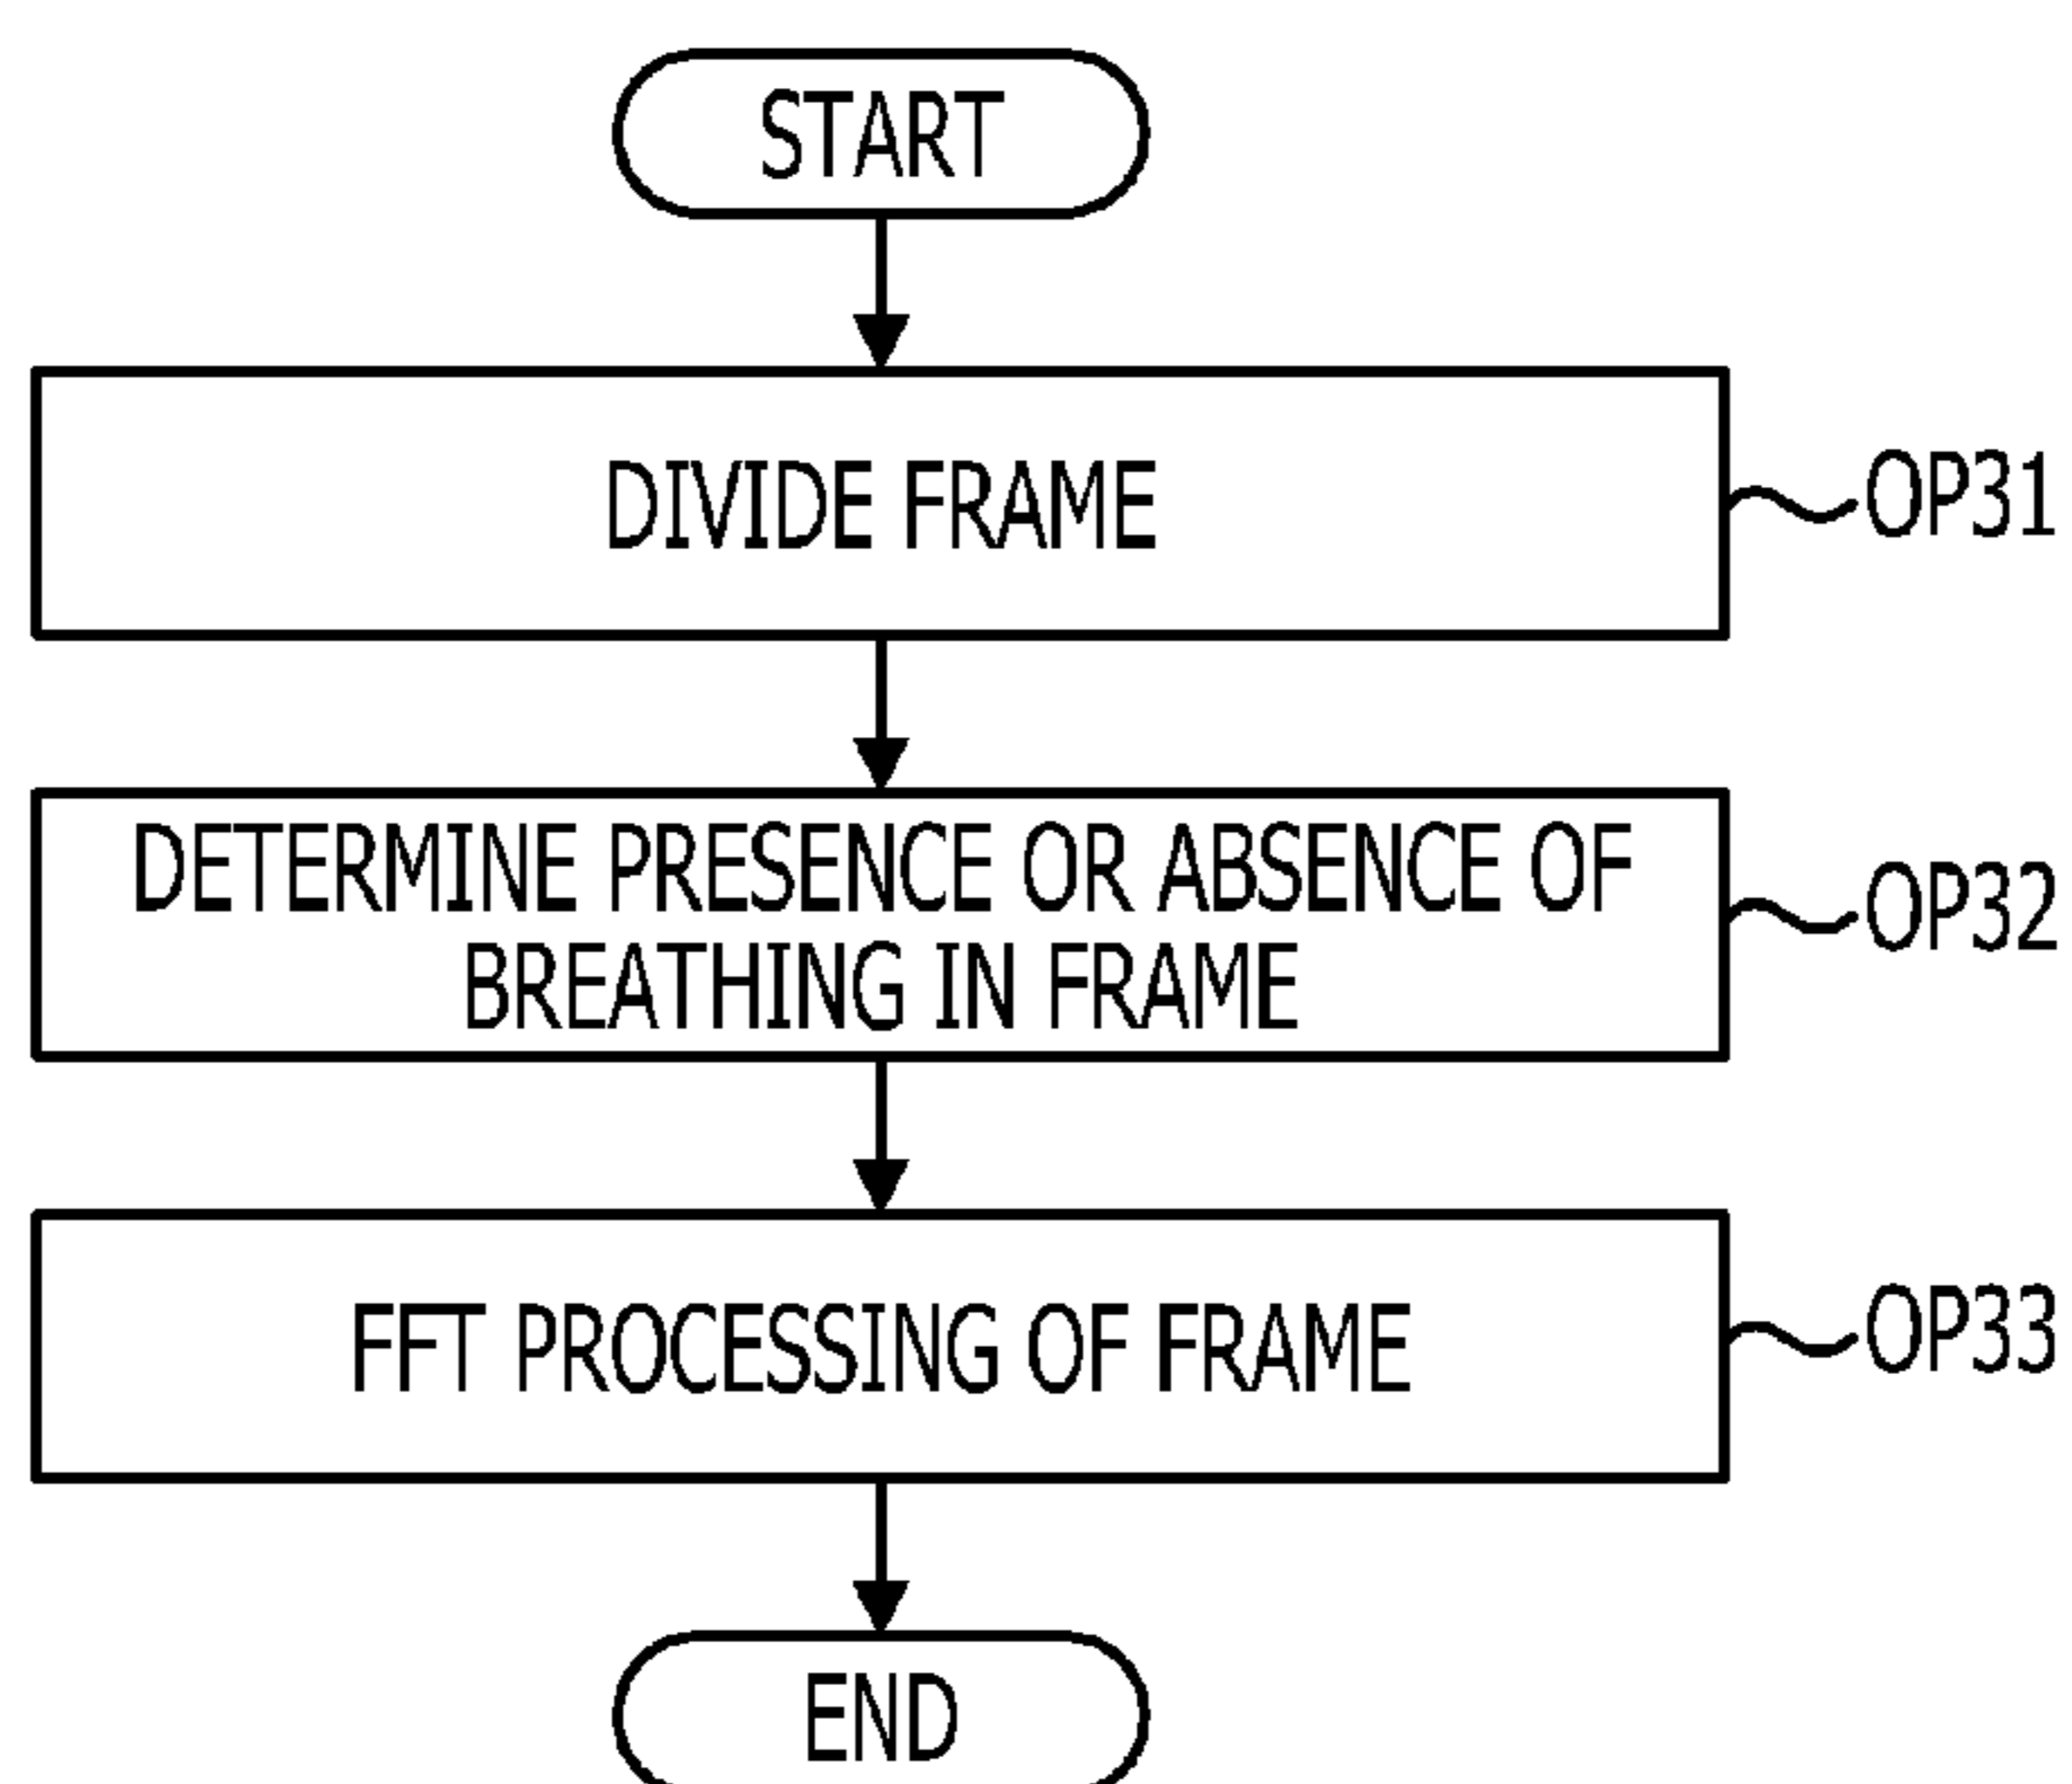 START
DIVIDE FRAME
OP31
DETERMINE PRESENCE OR ABSENCE OF
BREATHING IN FRAME
OP32
FFT PROCESSING OF FRAME
OP33
END